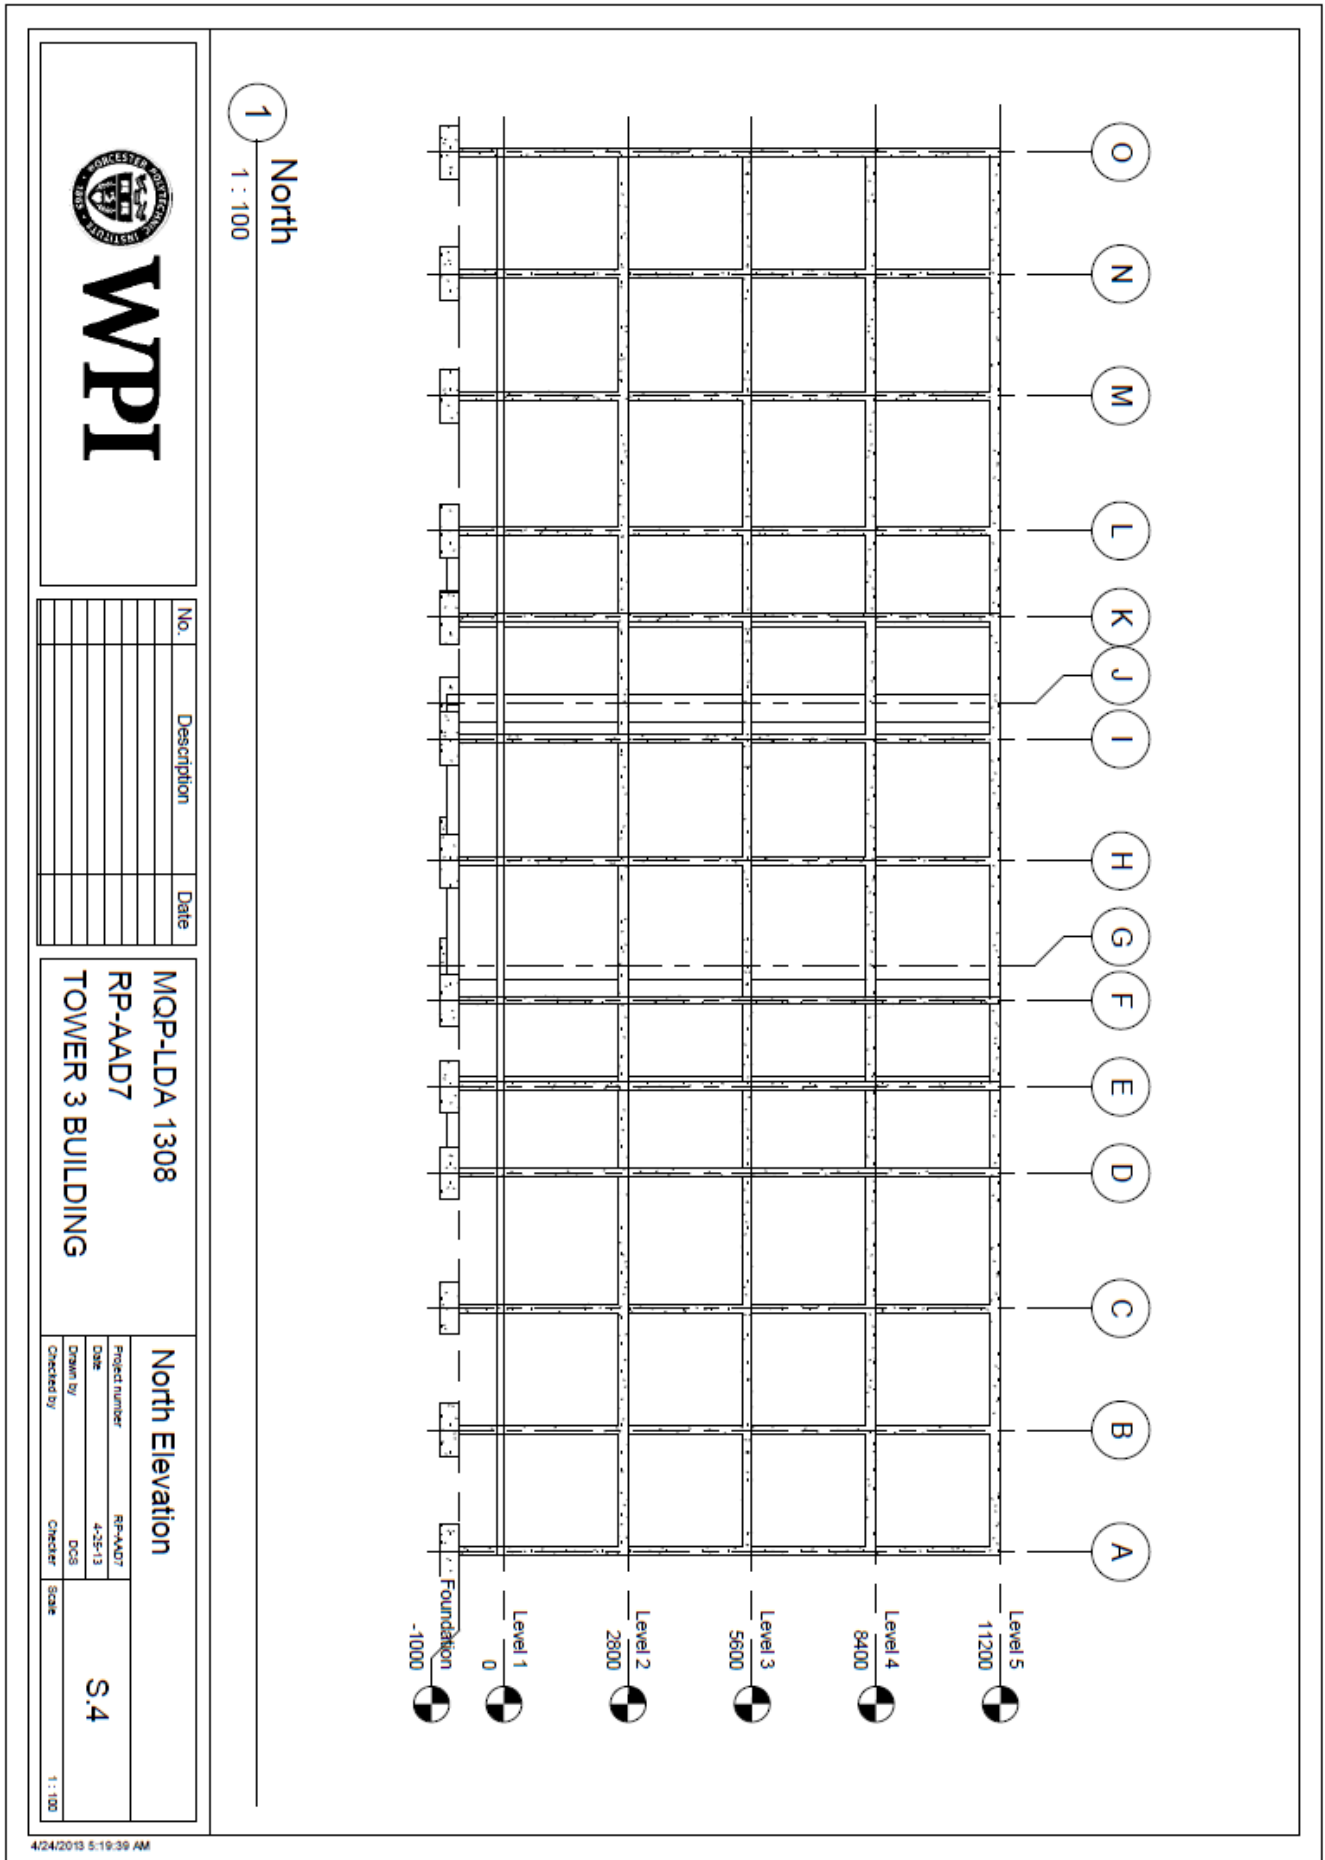 O
N
M
L
K
J
I
H
G
F
E
D
C
B
A
Level 5
11200
Level 4
8400
Level 3
5600
Level 2
2800
Level 1
0
Foundation
-1000
1
North
1 : 100
WORCESTER POLYTECHNIC INSTITUTE
WPI
No. Description Date
MQP-LDA 1308
RP-AAD7
TOWER 3 BUILDING
North Elevation
Project number RP-AAD7
Date 4-25-13
Drawn by DCS
Checked by Checker
S.4
Scale 1 : 100
4/24/2013 5:19:39 AM